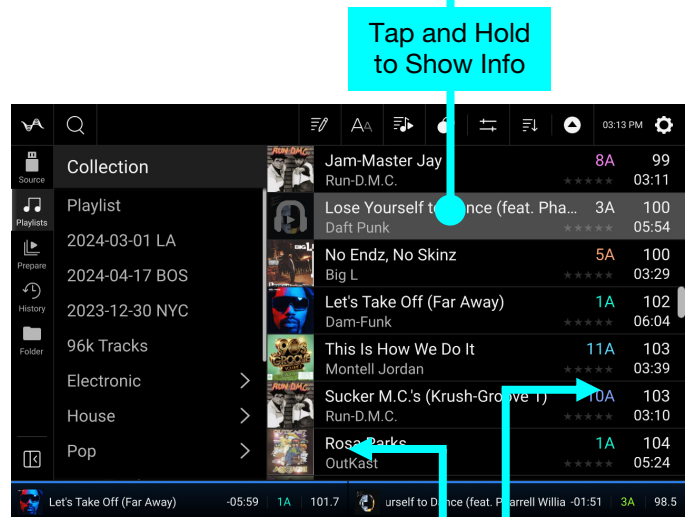 Tap and Hold
to Show Info
AA
03:13 PM
Source
Playlists
Prepare
History
Folder
Collection
Playlist
2024-03-01 LA
2024-04-17 BOS
2023-12-30 NYC
96k Tracks
Electronic
House
Pop
RUN-DMC
Jam-Master Jay 8A 99
Run-D.M.C. 03:11
Lose Yourself to Dance (feat. Pha... 3A 100
Daft Punk 05:54
No Endz, No Skinz 5A 100
Big L 03:29
Let's Take Off (Far Away) 1A 102
Dam-Funk 06:04
This Is How We Do It 11A 103
Montell Jordan 03:39
Sucker M.C.'s (Krush-Groove 1) 10A 103
Run-D.M.C. 03:10
Rosa Parks 1A 104
OutKast 05:24
Let's Take Off (Far Away) -05:59 1A 101.7
urself to Dance (feat. Pharrell Willia -01:51 3A 98.5